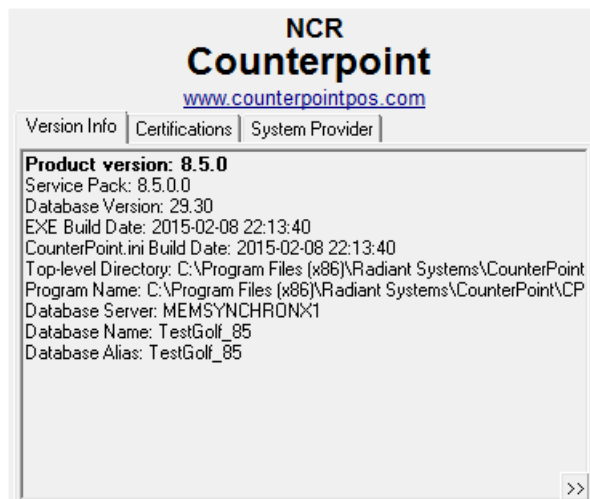 NCR
Counterpoint
www.counterpointpos.com
Version Info Certifications System Provider
Product version: 8.5.0
Service Pack: 8.5.0.0
Database Version: 29.30
EXE Build Date: 2015-02-08 22:13:40
CounterPoint.ini Build Date: 2015-02-08 22:13:40
Top-level Directory: C:\Program Files (x86)\Radiant Systems\CounterPoint
Program Name: C:\Program Files (x86)\Radiant Systems\CounterPoint\CP
Database Server: MEMSYNCHRONX1
Database Name: TestGolf_85
Database Alias: TestGolf_85
>>